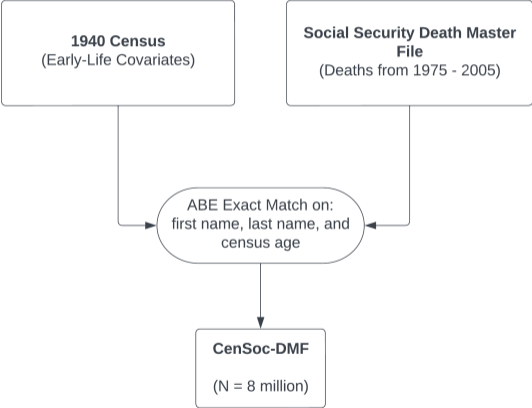 1940 Census
(Early-Life Covariates)
Social Security Death Master
File
(Deaths from 1975 - 2005)
ABE Exact Match on:
first name, last name, and
census age
CenSoc-DMF
(N = 8 million)